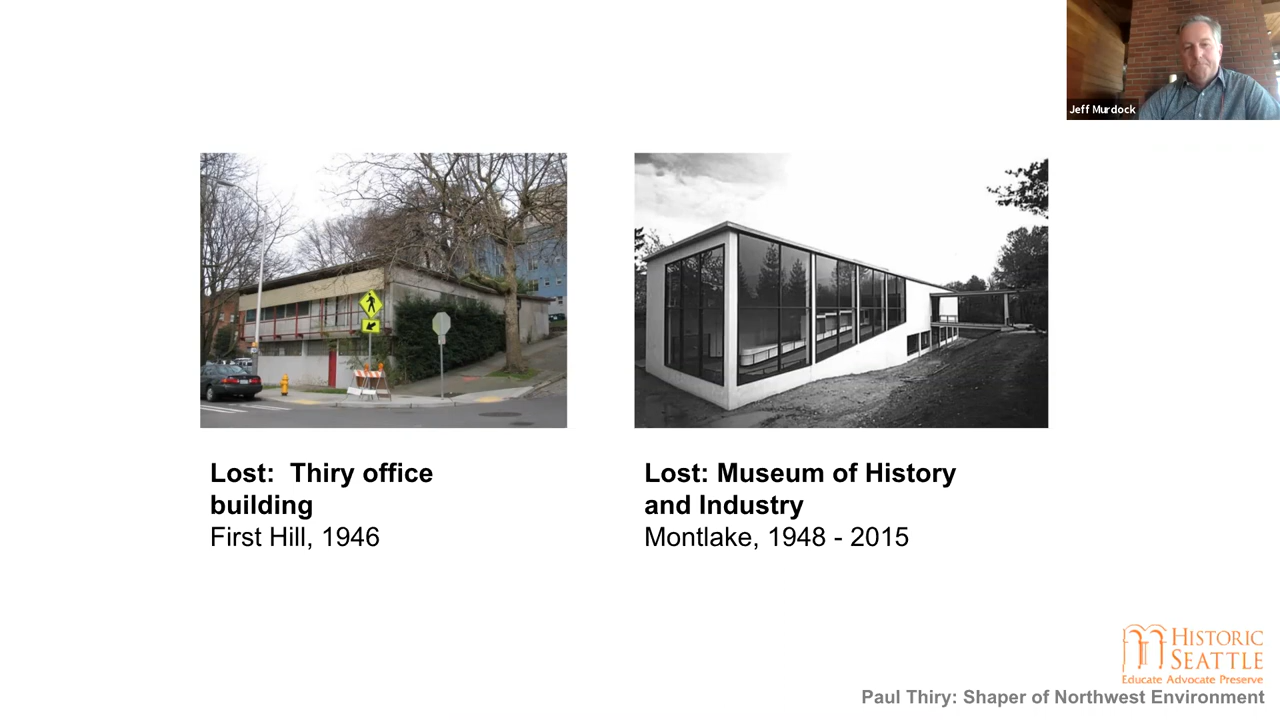 Jeff Murdock
Lost:  Thiry office
building
First Hill, 1946
Lost: Museum of History
and Industry
Montlake, 1948 - 2015
HISTORIC
SEATTLE
Educate Advocate Preserve
Paul Thiry: Shaper of Northwest Environment